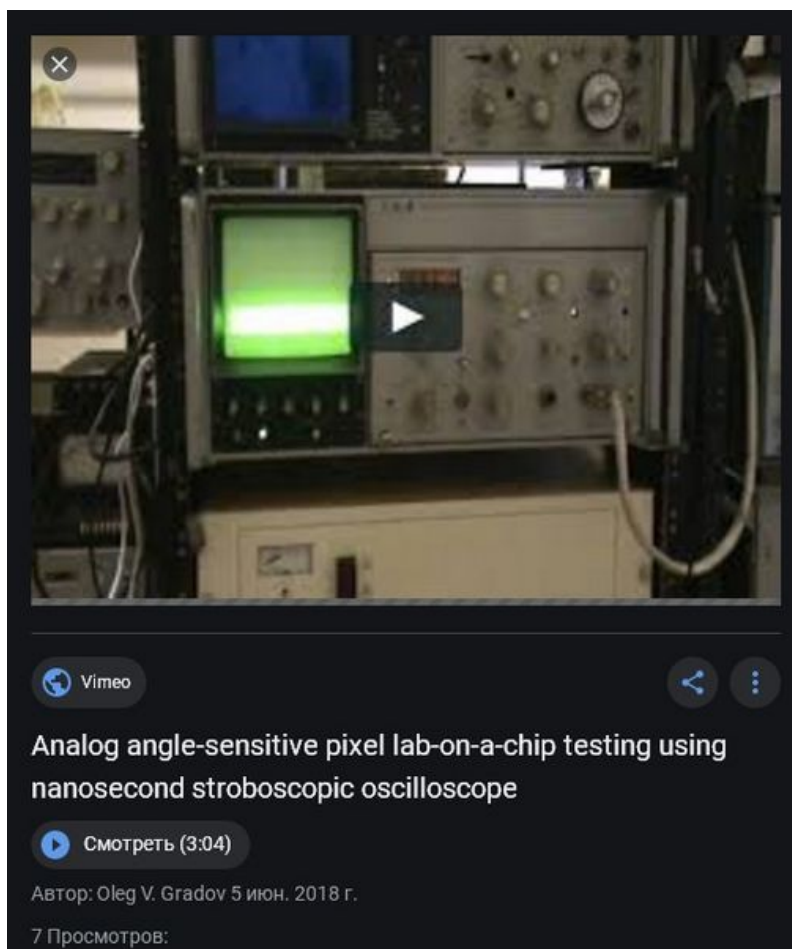 Vimeo
Analog angle-sensitive pixel lab-on-a-chip testing using
nanosecond stroboscopic oscilloscope
Смотреть (3:04)
Автор: Oleg V. Gradov 5 июн. 2018 г.
7 Просмотров: